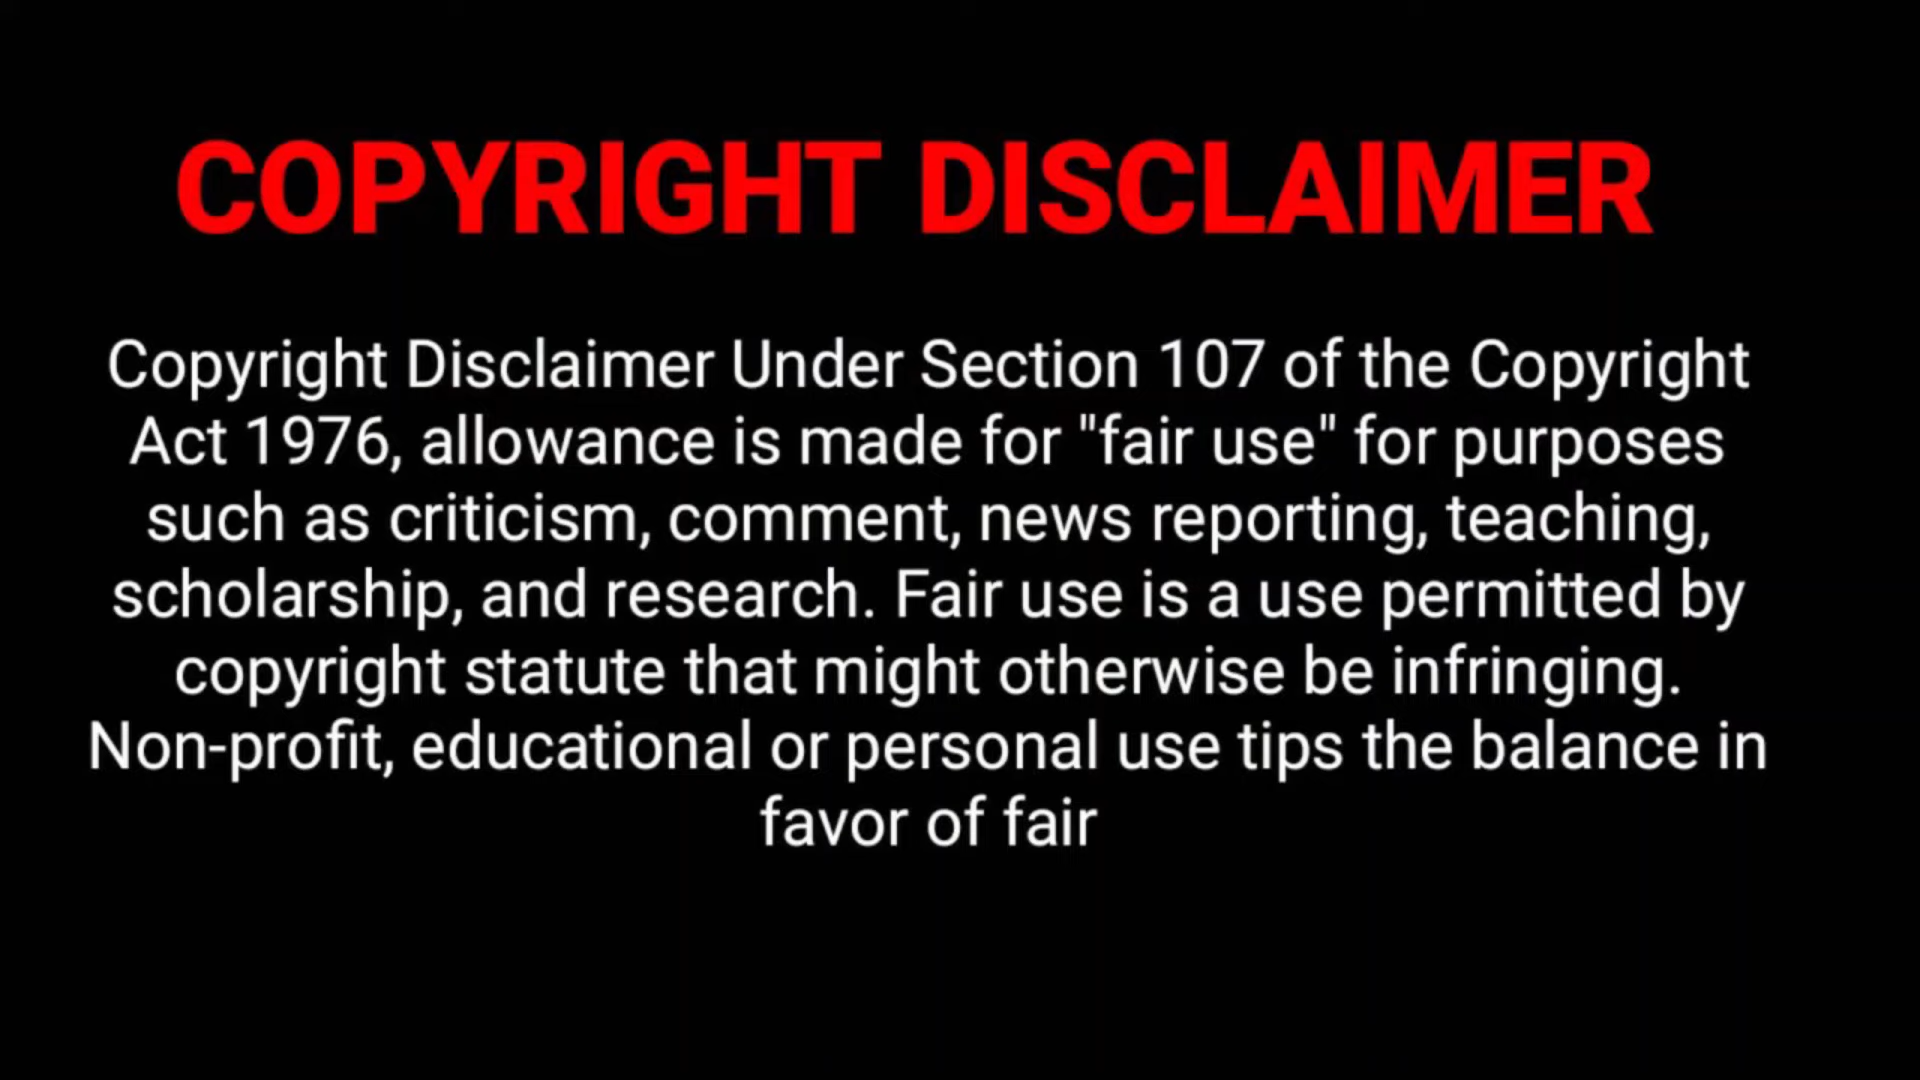 COPYRIGHT DISCLAIMER
Copyright Disclaimer Under Section 107 of the Copyright
Act 1976, allowance is made for "fair use" for purposes
such as criticism, comment, news reporting, teaching,
scholarship, and research. Fair use is a use permitted by
copyright statute that might otherwise be infringing.
Non-profit, educational or personal use tips the balance in
favor of fair